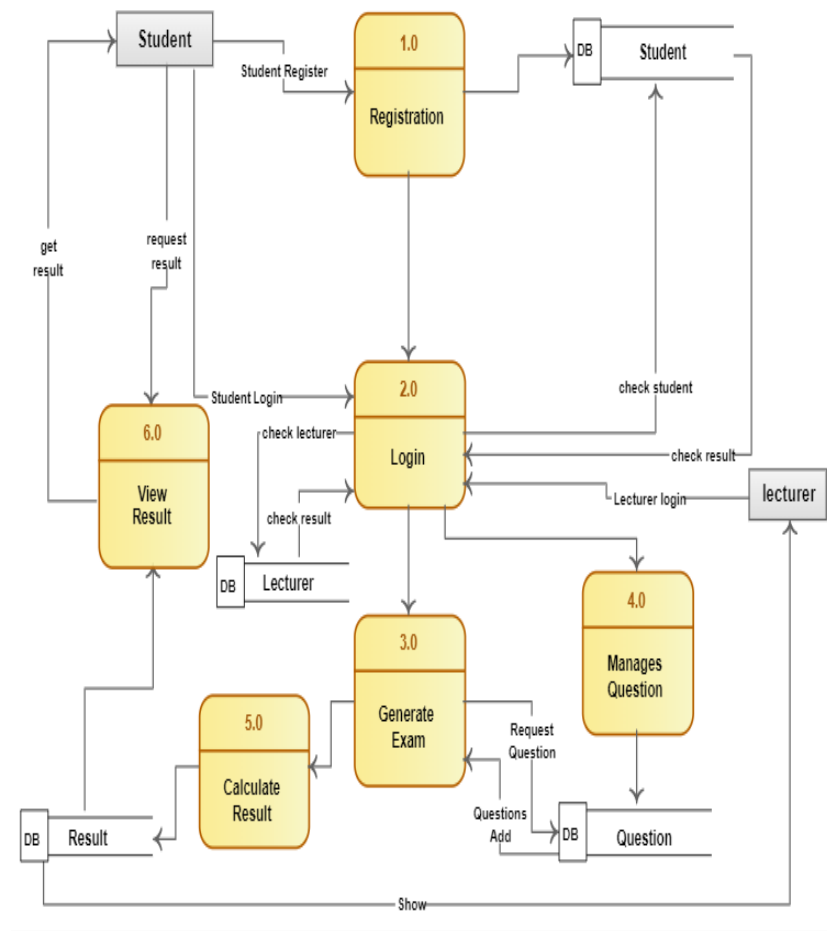 Student
1.0
DB
Student
Student Register
Registration
get
result
request
result
check student
2.0
Student Login
6.0
check lecturer
Login
check result
View
Result
Lecturer login
lecturer
check result
DB
Lecturer
4.0
3.0
Manages
Question
Generate
Exam
5.0
Request
Question
Calculate
Result
Questions
Add
DB
Result
DB
Question
Show